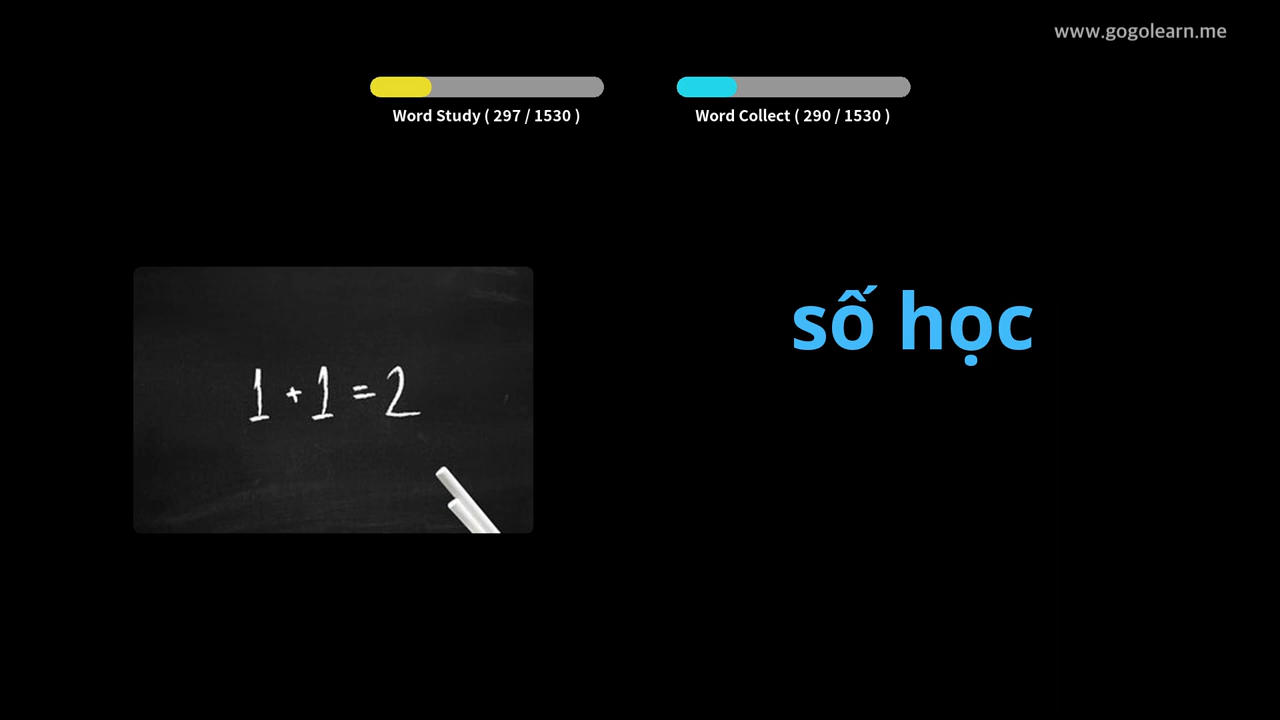 www.gogolearn.me
Word Study ( 297 / 1530 )
Word Collect ( 290 / 1530 )
số học
1 + 1 = 2